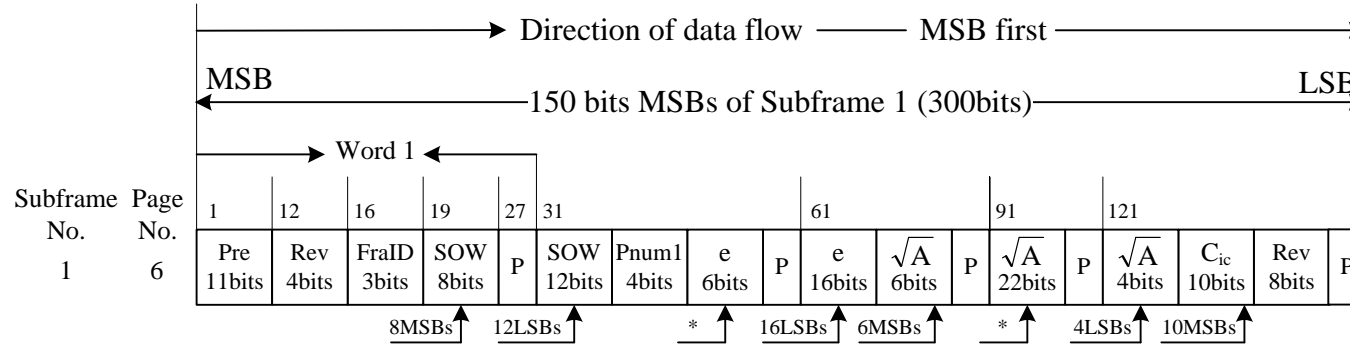 Direction of data flow MSB first
MSB LSB
150 bits MSBs of Subframe 1 (300bits)
Word 1
Subframe Page
No. No.
1 6
1 12 16 19 27 31 61 91 121
Pre Rev FraID SOW P SOW Pnum1 e P e √A P √A P √A C_ic Rev P
11bits 4bits 3bits 8bits 12bits 4bits 6bits 16bits 6bits 22bits 4bits 10bits 8bits
8MSBs 12LSBs * 16LSBs 6MSBs * 4LSBs 10MSBs